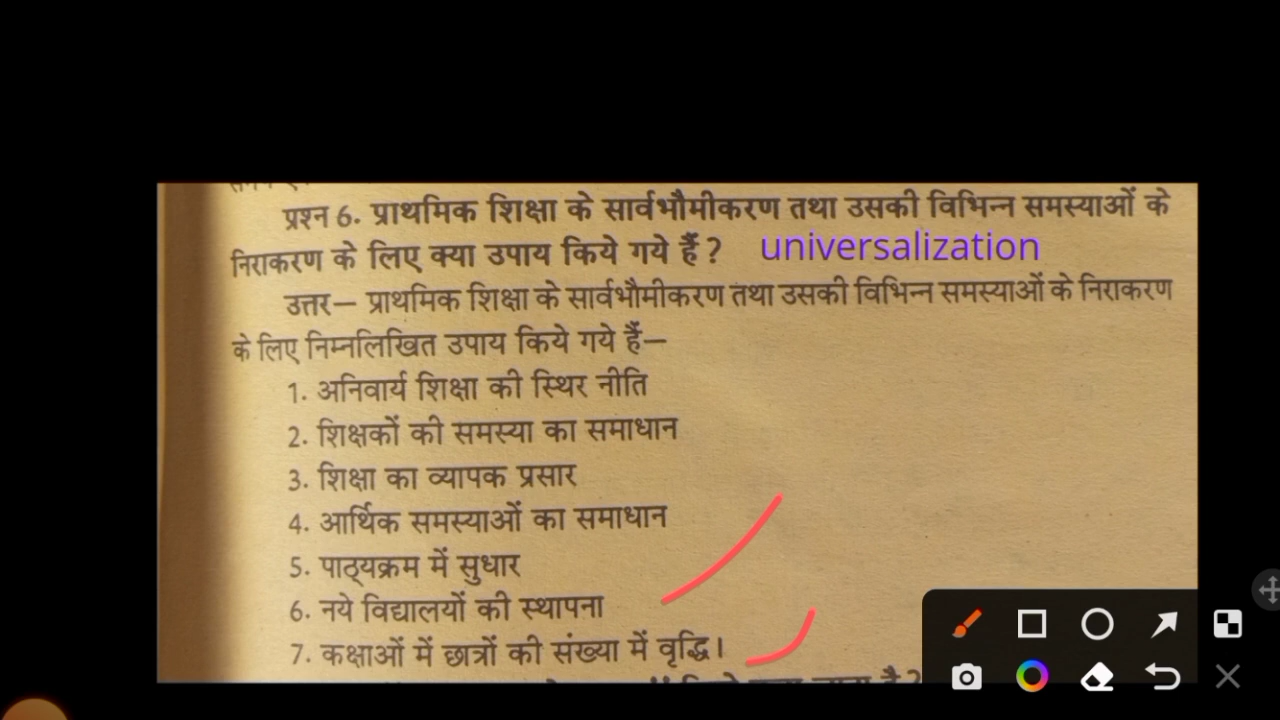 प्रश्न 6. प्राथमिक शिक्षा के सार्वभौमीकरण तथा उसकी विभिन्न समस्याओं के
निराकरण के लिए क्या उपाय किये गये हैं ? universalization
उत्तर— प्राथमिक शिक्षा के सार्वभौमीकरण तथा उसकी विभिन्न समस्याओं के निराकरण
के लिए निम्नलिखित उपाय किये गये हैं—
1. अनिवार्य शिक्षा की स्थिर नीति
2. शिक्षकों की समस्या का समाधान
3. शिक्षा का व्यापक प्रसार
4. आर्थिक समस्याओं का समाधान
5. पाठ्यक्रम में सुधार
6. नये विद्यालयों की स्थापना
7. कक्षाओं में छात्रों की संख्या में वृद्धि।